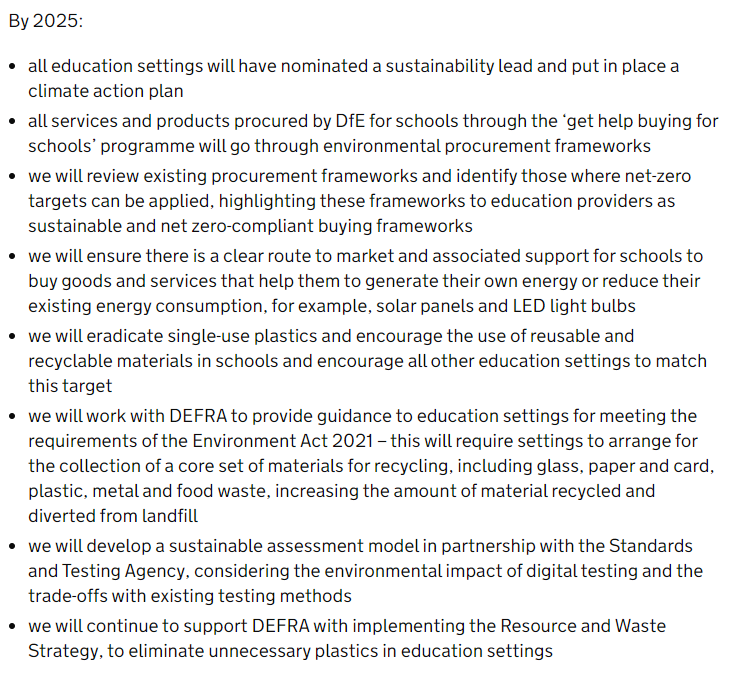 By 2025:
• all education settings will have nominated a sustainability lead and put in place a
climate action plan
• all services and products procured by DfE for schools through the ‘get help buying for
schools’ programme will go through environmental procurement frameworks
• we will review existing procurement frameworks and identify those where net-zero
targets can be applied, highlighting these frameworks to education providers as
sustainable and net zero-compliant buying frameworks
• we will ensure there is a clear route to market and associated support for schools to
buy goods and services that help them to generate their own energy or reduce their
existing energy consumption, for example, solar panels and LED light bulbs
• we will eradicate single-use plastics and encourage the use of reusable and
recyclable materials in schools and encourage all other education settings to match
this target
• we will work with DEFRA to provide guidance to education settings for meeting the
requirements of the Environment Act 2021 – this will require settings to arrange for
the collection of a core set of materials for recycling, including glass, paper and card,
plastic, metal and food waste, increasing the amount of material recycled and
diverted from landfill
• we will develop a sustainable assessment model in partnership with the Standards
and Testing Agency, considering the environmental impact of digital testing and the
trade-offs with existing testing methods
• we will continue to support DEFRA with implementing the Resource and Waste
Strategy, to eliminate unnecessary plastics in education settings